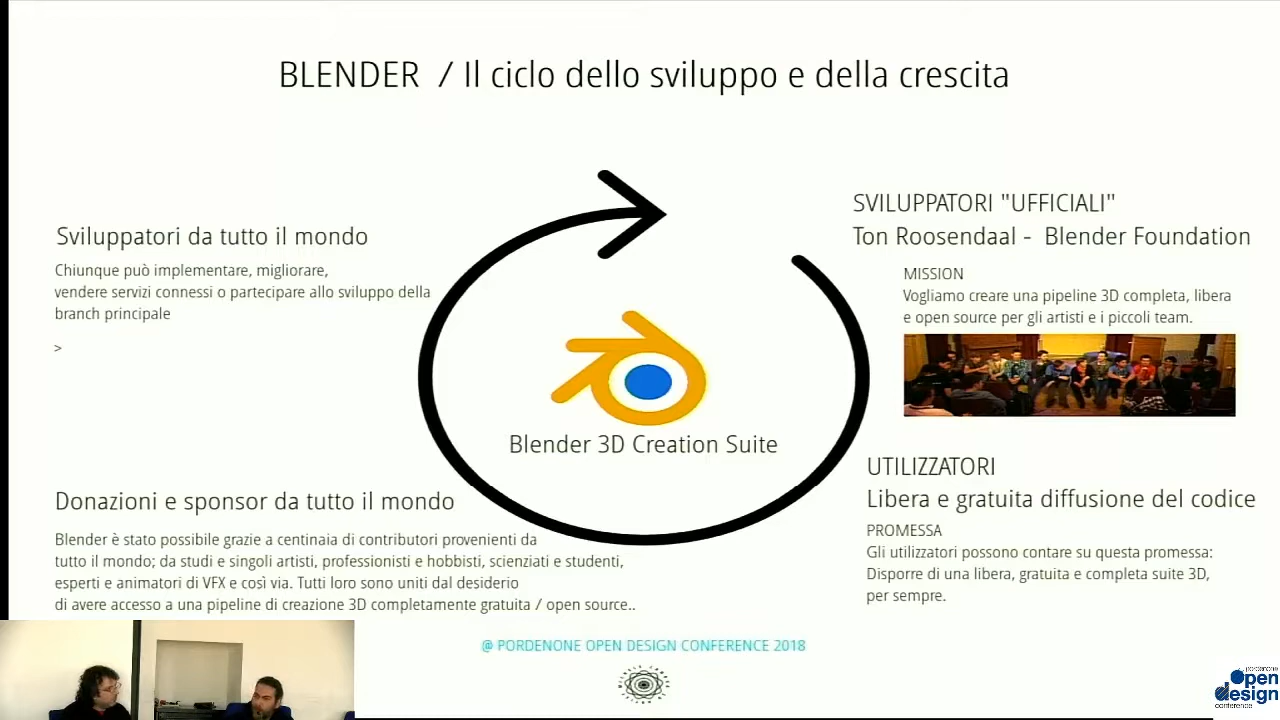 BLENDER / Il ciclo dello sviluppo e della crescita
Sviluppatori da tutto il mondo
Chiunque può implementare, migliorare,
vendere servizi connessi o partecipare allo sviluppo della
branch principale
>
SVILUPPATORI "UFFICIALI"
Ton Roosendaal - Blender Foundation
MISSION
Vogliamo creare una pipeline 3D completa, libera
e open source per gli artisti e i piccoli team.
Blender 3D Creation Suite
Donazioni e sponsor da tutto il mondo
Blender è stato possibile grazie a centinaia di contributori provenienti da
tutto il mondo; da studi e singoli artisti, professionisti e hobbisti, scienziati e studenti,
esperti e animatori di VFX e così via. Tutti loro sono uniti dal desiderio
di avere accesso a una pipeline di creazione 3D completamente gratuita / open source..
UTILIZZATORI
Libera e gratuita diffusione del codice
PROMESSA
Gli utilizzatori possono contare su questa promessa:
Disporre di una libera, gratuita e completa suite 3D,
per sempre.
@ PORDENONE OPEN DESIGN CONFERENCE 2018
pordenone
open
design
conference